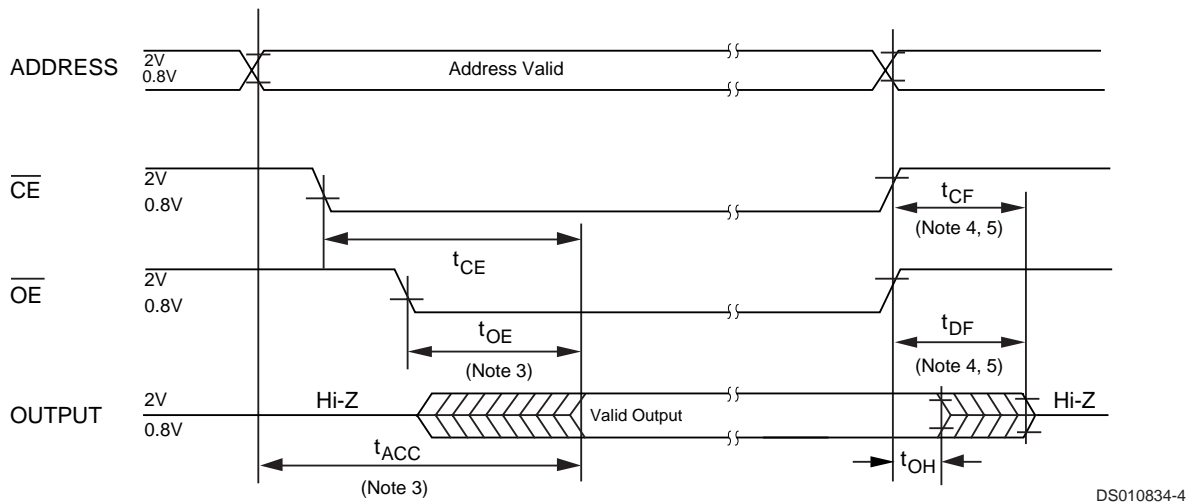 ADDRESS 2V Address Valid
0.8V
CE 2V
0.8V
tCF
(Note 4, 5)
tCE
OE 2V
0.8V
tOE
(Note 3)
tDF
(Note 4, 5)
OUTPUT 2V Hi-Z Valid Output Hi-Z
0.8V
tACC
(Note 3)
tOH
DS010834-4